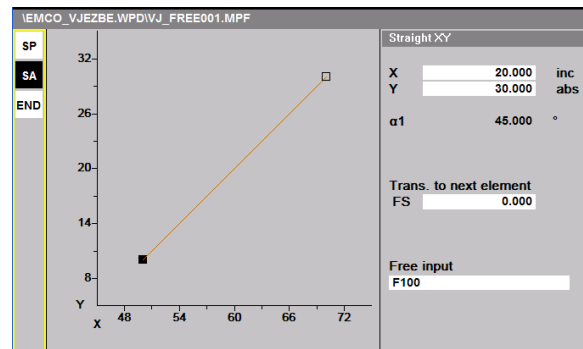 \EMCO_VJEZBE.WPD\VJ_FREE001.MPF
SP
SA
END
32
26
20
14
8
Y
X
48
54
60
66
72
Straight XY
X 20.000 inc
Y 30.000 abs
α1 45.000 °
Trans. to next element
FS 0.000
Free input
F100